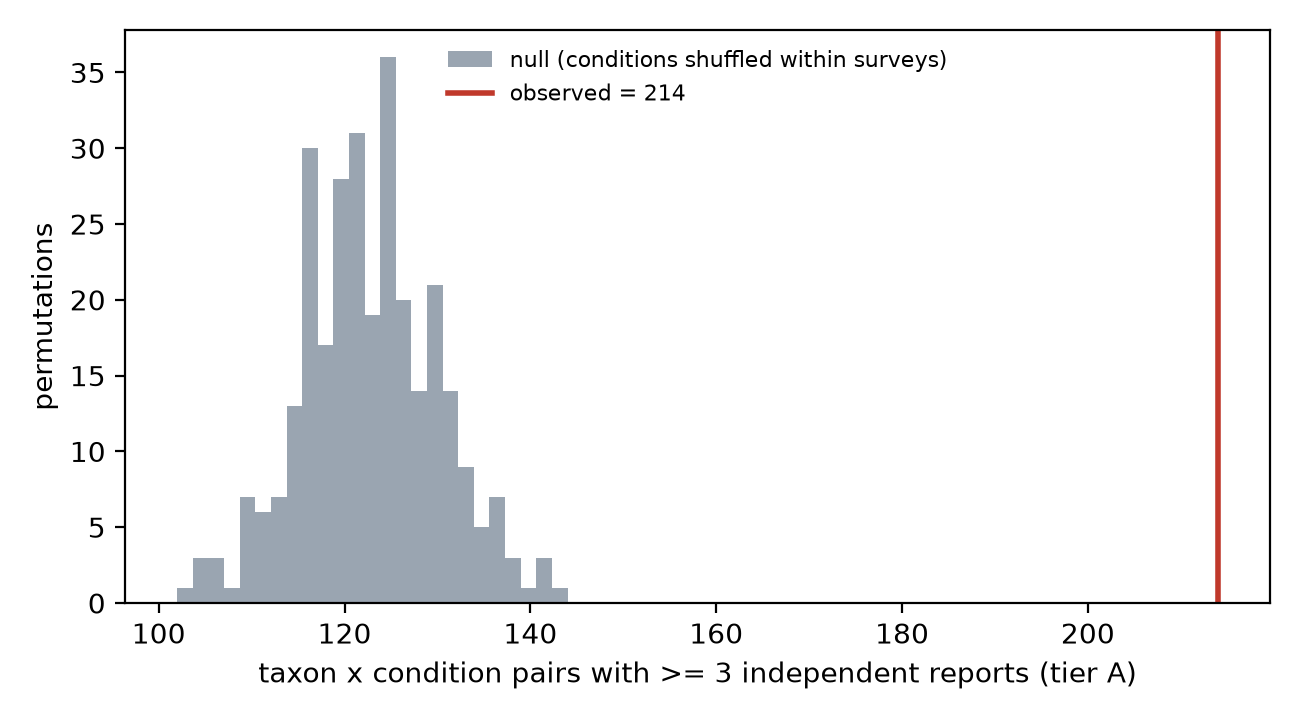 null (conditions shuffled within surveys)
observed = 214
permutations
35
30
25
20
15
10
5
0
100 120 140 160 180 200
taxon x condition pairs with >= 3 independent reports (tier A)